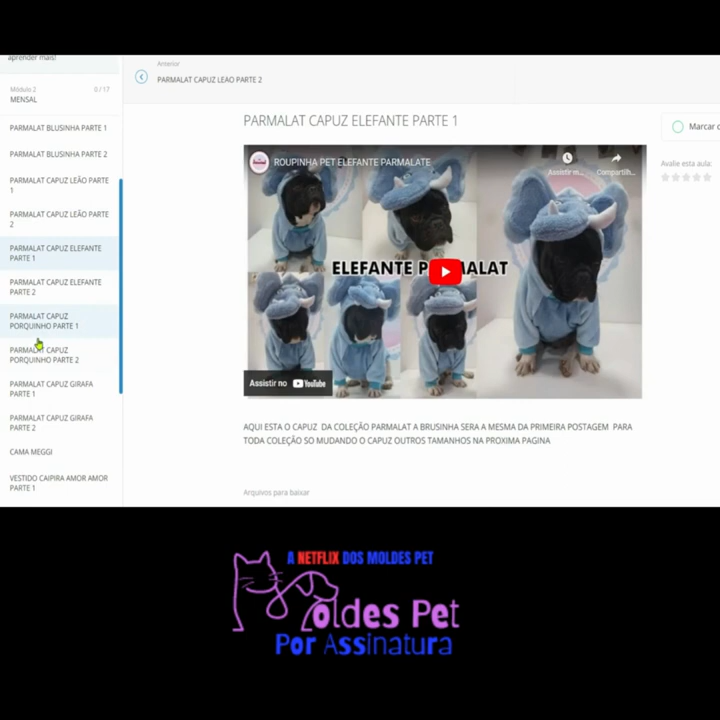 aprender mais!
Módulo 2
0 / 17
MENSAL
PARMALAT BLUSINHA PARTE 1
PARMALAT BLUSINHA PARTE 2
PARMALAT CAPUZ LEÃO PARTE
1
PARMALAT CAPUZ LEÃO PARTE
2
PARMALAT CAPUZ ELEFANTE
PARTE 1
PARMALAT CAPUZ ELEFANTE
PARTE 2
PARMALAT CAPUZ
PORQUINHO PARTE 1
PARMALAT CAPUZ
PORQUINHO PARTE 2
PARMALAT CAPUZ GIRAFA
PARTE 1
PARMALAT CAPUZ GIRAFA
PARTE 2
CAMA MEGGI
VESTIDO CAIPIRA AMOR AMOR
PARTE 1
Anterior
PARMALAT CAPUZ LEAO PARTE 2
PARMALAT CAPUZ ELEFANTE PARTE 1
Marcar c
Avalie esta aula:
ROUPINHA PET ELEFANTE PARMALATE
Assistir m...
Compartilh...
ELEFANTE P MALAT
Assistir no YouTube
AQUI ESTA O CAPUZ DA COLEÇÃO PARMALAT A BRUSINHA SERA A MESMA DA PRIMEIRA POSTAGEM PARA
TODA COLEÇÃO SO MUDANDO O CAPUZ OUTROS TAMANHOS NA PROXIMA PAGINA
Arquivos para baixar
A NETFLIX DOS MOLDES PET
Moldes Pet
Por Assinatura